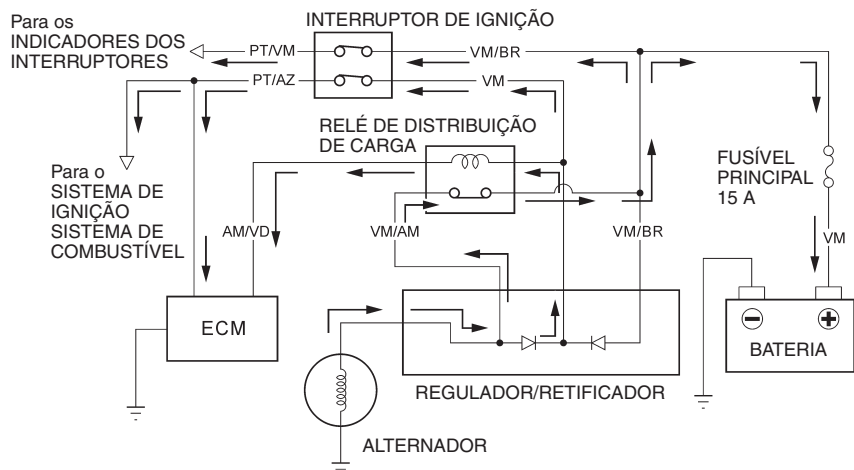 INTERRUPTOR DE IGNIÇÃO
Para os
INDICADORES DOS
INTERRUPTORES
PT/VM
VM/BR
PT/AZ
VM
RELÉ DE DISTRIBUIÇÃO
DE CARGA
FUSÍVEL
PRINCIPAL
15 A
Para o
SISTEMA DE
IGNIÇÃO
SISTEMA DE
COMBUSTÍVEL
AM/VD
VM/AM
VM/BR
VM
ECM
BATERIA
REGULADOR/RETIFICADOR
ALTERNADOR